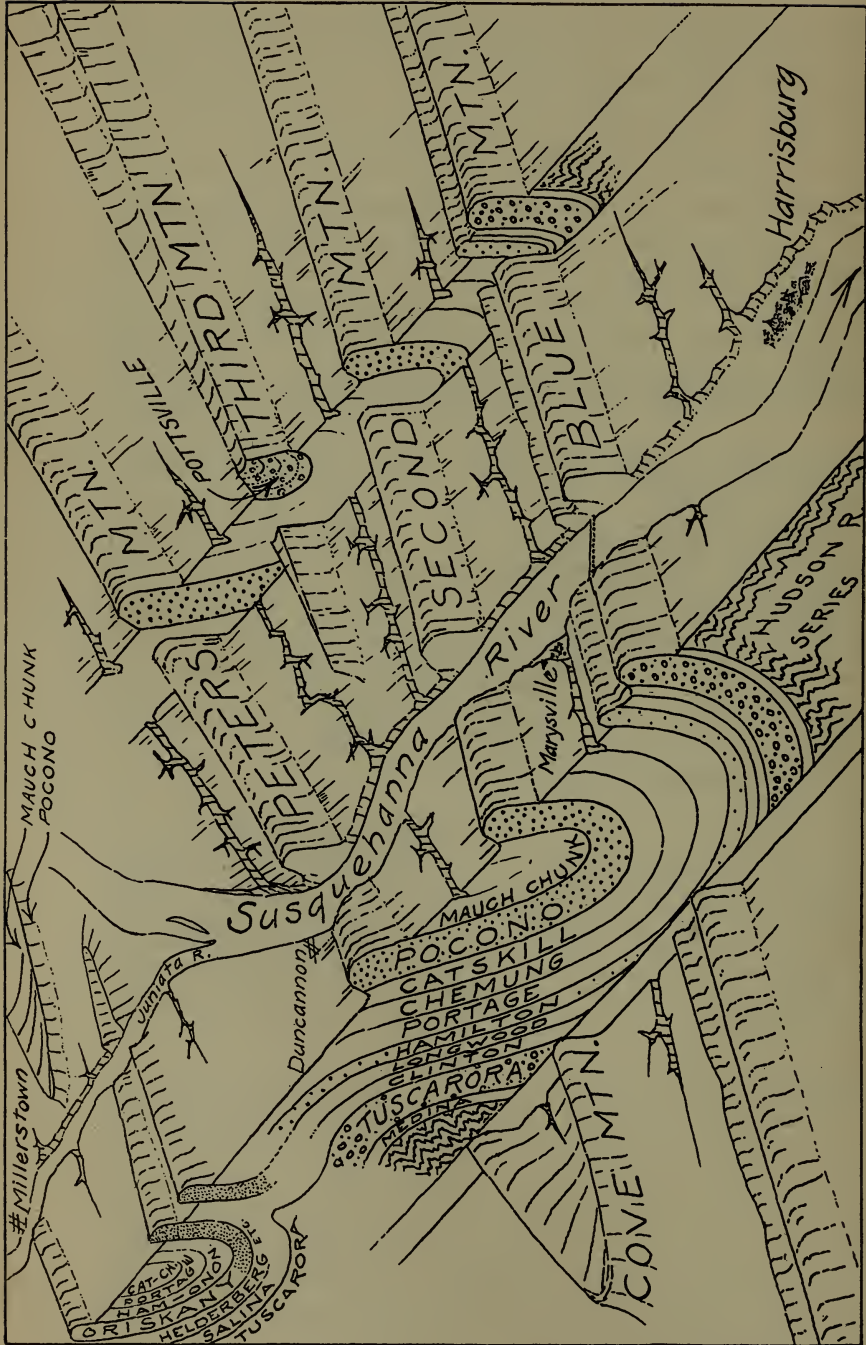 MAUCH CHUNK
POCONO
#Millerstown
Juniata R.
MTN.
POTTSVILLE
THIRD MTN.
MTN.
MTN.
PETERS
SECOND
BLUE
Harrisburg
Susquehanna River
Duncannon
Marysville
MAUCH CHUNK
POCONO
CATSKILL
CHEMUNG
PORTAGE
HAMILTON
LONGWOOD
CLINTON
TUSCARORA
MEDINA
HUDSON R
SERIES
CAT-CH.
PORTAGE
ORISKANY
HELDERBERG ETC.
SALINA
TUSCARORA
COVE MTN.